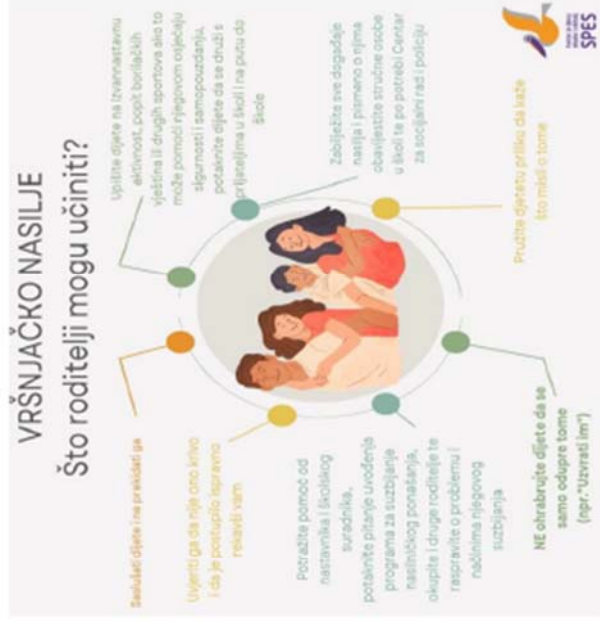 VRŠNJAČKO NASILJE
Što roditelji mogu učiniti?
Saslušati dijete i ne prekidati ga
Uvjeriti ga da nije ono krivo
i da je postupilo ispravno
rekavši vam
Potražite pomoć od
nastavnika i školskog
suradnika,
potaknite pitanje uvođenja
programa za suzbijanje
nasilničkog ponašanja,
okupite i druge roditelje te
raspravite o problemu i
načinima njegovog
suzbijanja
NE ohrabrujte dijete da se
samo odupre tome
(npr. "Uzvrati im")
Upišite dijete na izvannastavnu
aktivnost, popit borilačkih
vještina ili drugih sportova ako to
može pomoći njegovom osjećaju
sigurnosti i samopouzdanju,
potaknite dijete da se druži s
prijateljima u školi i na putu do
škole
Zabilježite sve događaje
nasilja i pismeno o njima
obavijestite stručne osobe
u školi te po potrebi Centar
za socijalni rad i policiju
Pružite djetetu priliku da kaže
što misli o tome
SPES